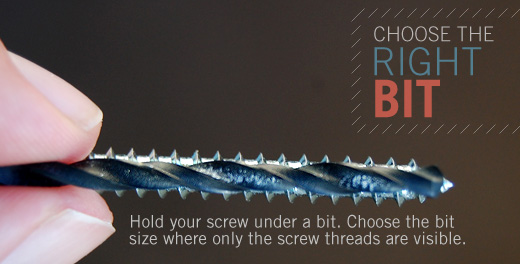 CHOOSE THE
RIGHT
BIT
Hold your screw under a bit. Choose the bit
size where only the screw threads are visible.